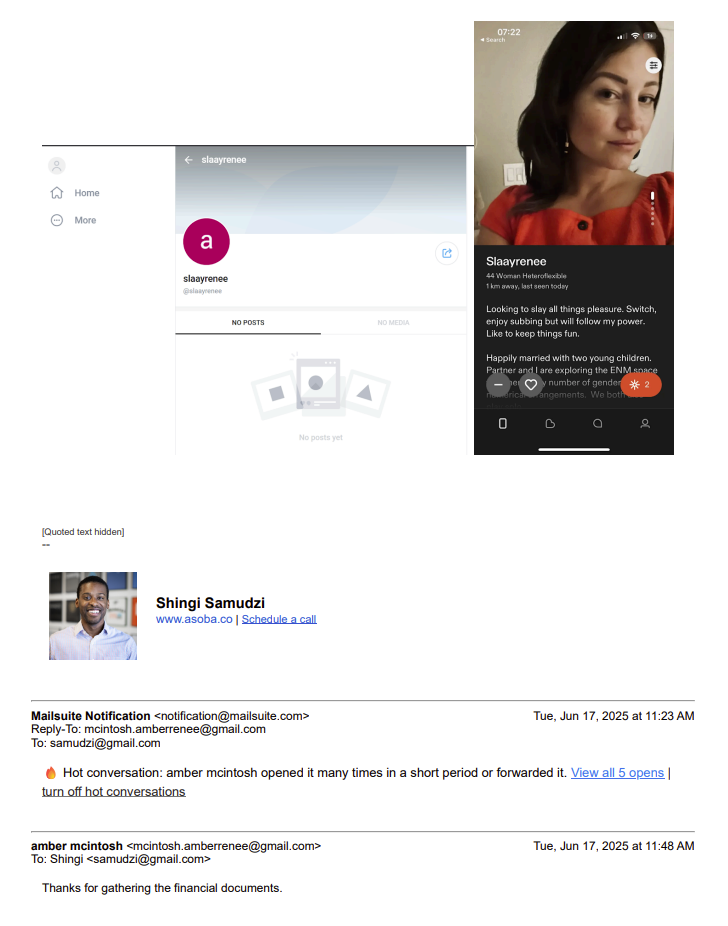 07:22
Search
slaayrenee
Home
a
More
slaayrenee
@slaayrenee
NO POSTS
NO MEDIA
No posts yet
Slaayrenee
44 Woman Heteroflexible
1 km away, last seen today
Looking to slay all things pleasure. Switch,
enjoy subbing but will follow my power.
Like to keep things fun.
Happily married with two young children.
Partner and I are exploring the ENM space
number of gender
2
arrangements. We both
[Quoted text hidden]
--
Shingi Samudzi
www.asoba.co | Schedule a call
Mailsuite Notification <notification@mailsuite.com> Tue, Jun 17, 2025 at 11:23 AM
Reply-To: mcintosh.amberrenee@gmail.com
To: samudzi@gmail.com
🔥 Hot conversation: amber mcintosh opened it many times in a short period or forwarded it. View all 5 opens |
turn off hot conversations
amber mcintosh <mcintosh.amberrenee@gmail.com> Tue, Jun 17, 2025 at 11:48 AM
To: Shingi <samudzi@gmail.com>
Thanks for gathering the financial documents.